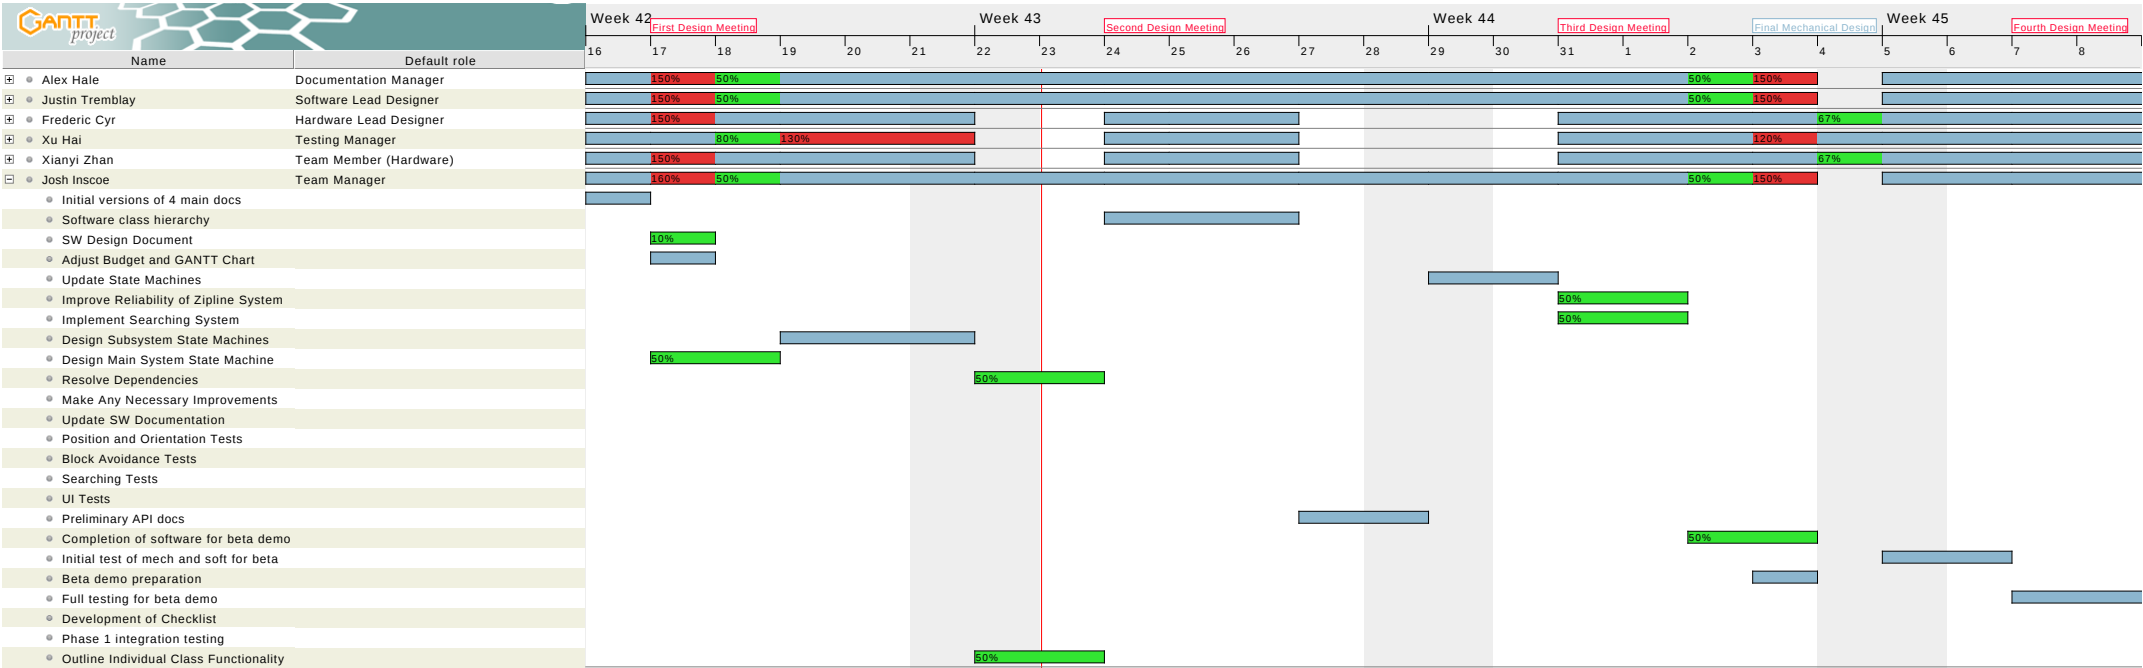 GANTT
project
Week 42
Week 43
Week 44
Week 45
First Design Meeting
Second Design Meeting
Third Design Meeting
Final Mechanical Design
Fourth Design Meeting
16 17 18 19 20 21 22 23 24 25 26 27 28 29 30 31 1 2 3 4 5 6 7 8
Name Default role
Alex Hale Documentation Manager 150% 50% 50% 150%
Justin Tremblay Software Lead Designer 150% 50% 50% 150%
Frederic Cyr Hardware Lead Designer 150% 67%
Xu Hai Testing Manager 80% 130% 120%
Xianyi Zhan Team Member (Hardware) 150% 67%
Josh Inscoe Team Manager 160% 50% 50% 150%
Initial versions of 4 main docs
Software class hierarchy
SW Design Document 10%
Adjust Budget and GANTT Chart
Update State Machines
Improve Reliability of Zipline System 50%
Implement Searching System 50%
Design Subsystem State Machines
Design Main System State Machine 50%
Resolve Dependencies 50%
Make Any Necessary Improvements
Update SW Documentation
Position and Orientation Tests
Block Avoidance Tests
Searching Tests
UI Tests
Preliminary API docs
Completion of software for beta demo 50%
Initial test of mech and soft for beta
Beta demo preparation
Full testing for beta demo
Development of Checklist
Phase 1 integration testing
Outline Individual Class Functionality 50%